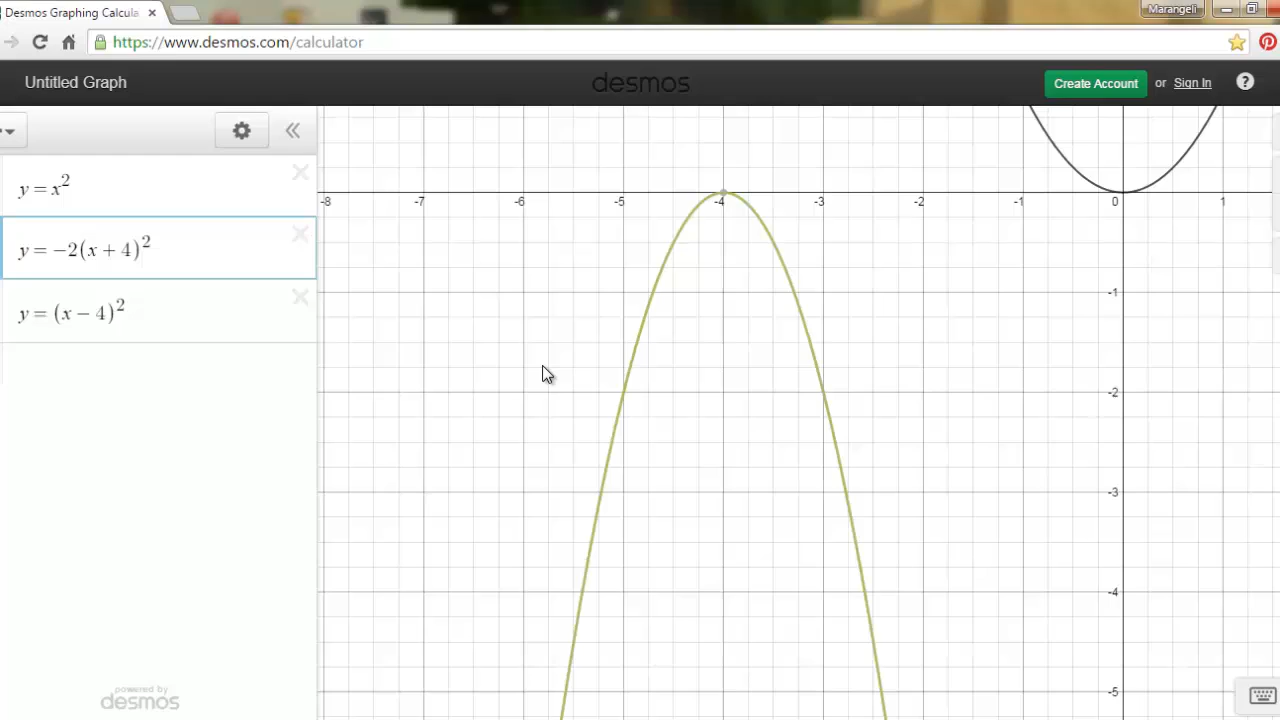 Desmos Graphing Calcula
Marangeli
https://www.desmos.com/calculator
Untitled Graph
desmos
Create Account or Sign In ?
y = x²
y = −2(x + 4)²
y = (x − 4)²
-8 -7 -6 -5 -4 -3 -2 -1 0 1
-1
-2
-3
-4
-5
powered by
desmos